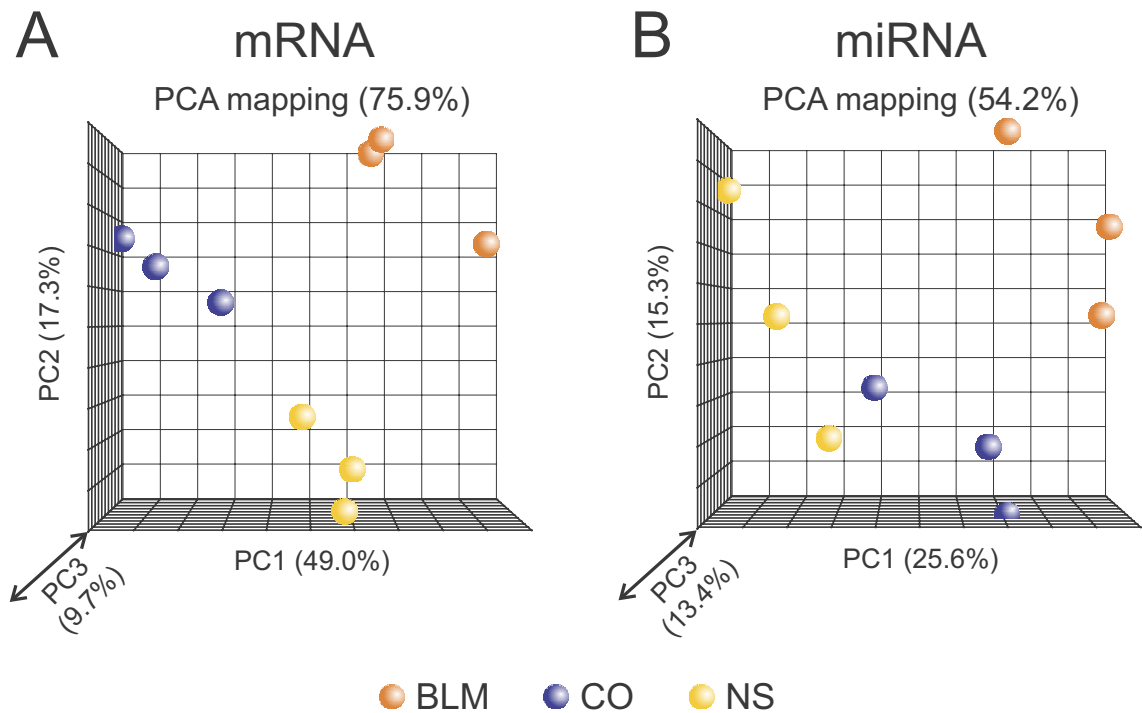 A
mRNA
PCA mapping (75.9%)
PC2 (17.3%)
PC1 (49.0%)
PC3
(9.7%)
B
miRNA
PCA mapping (54.2%)
PC2 (15.3%)
PC1 (25.6%)
PC3
(13.4%)
BLM CO NS